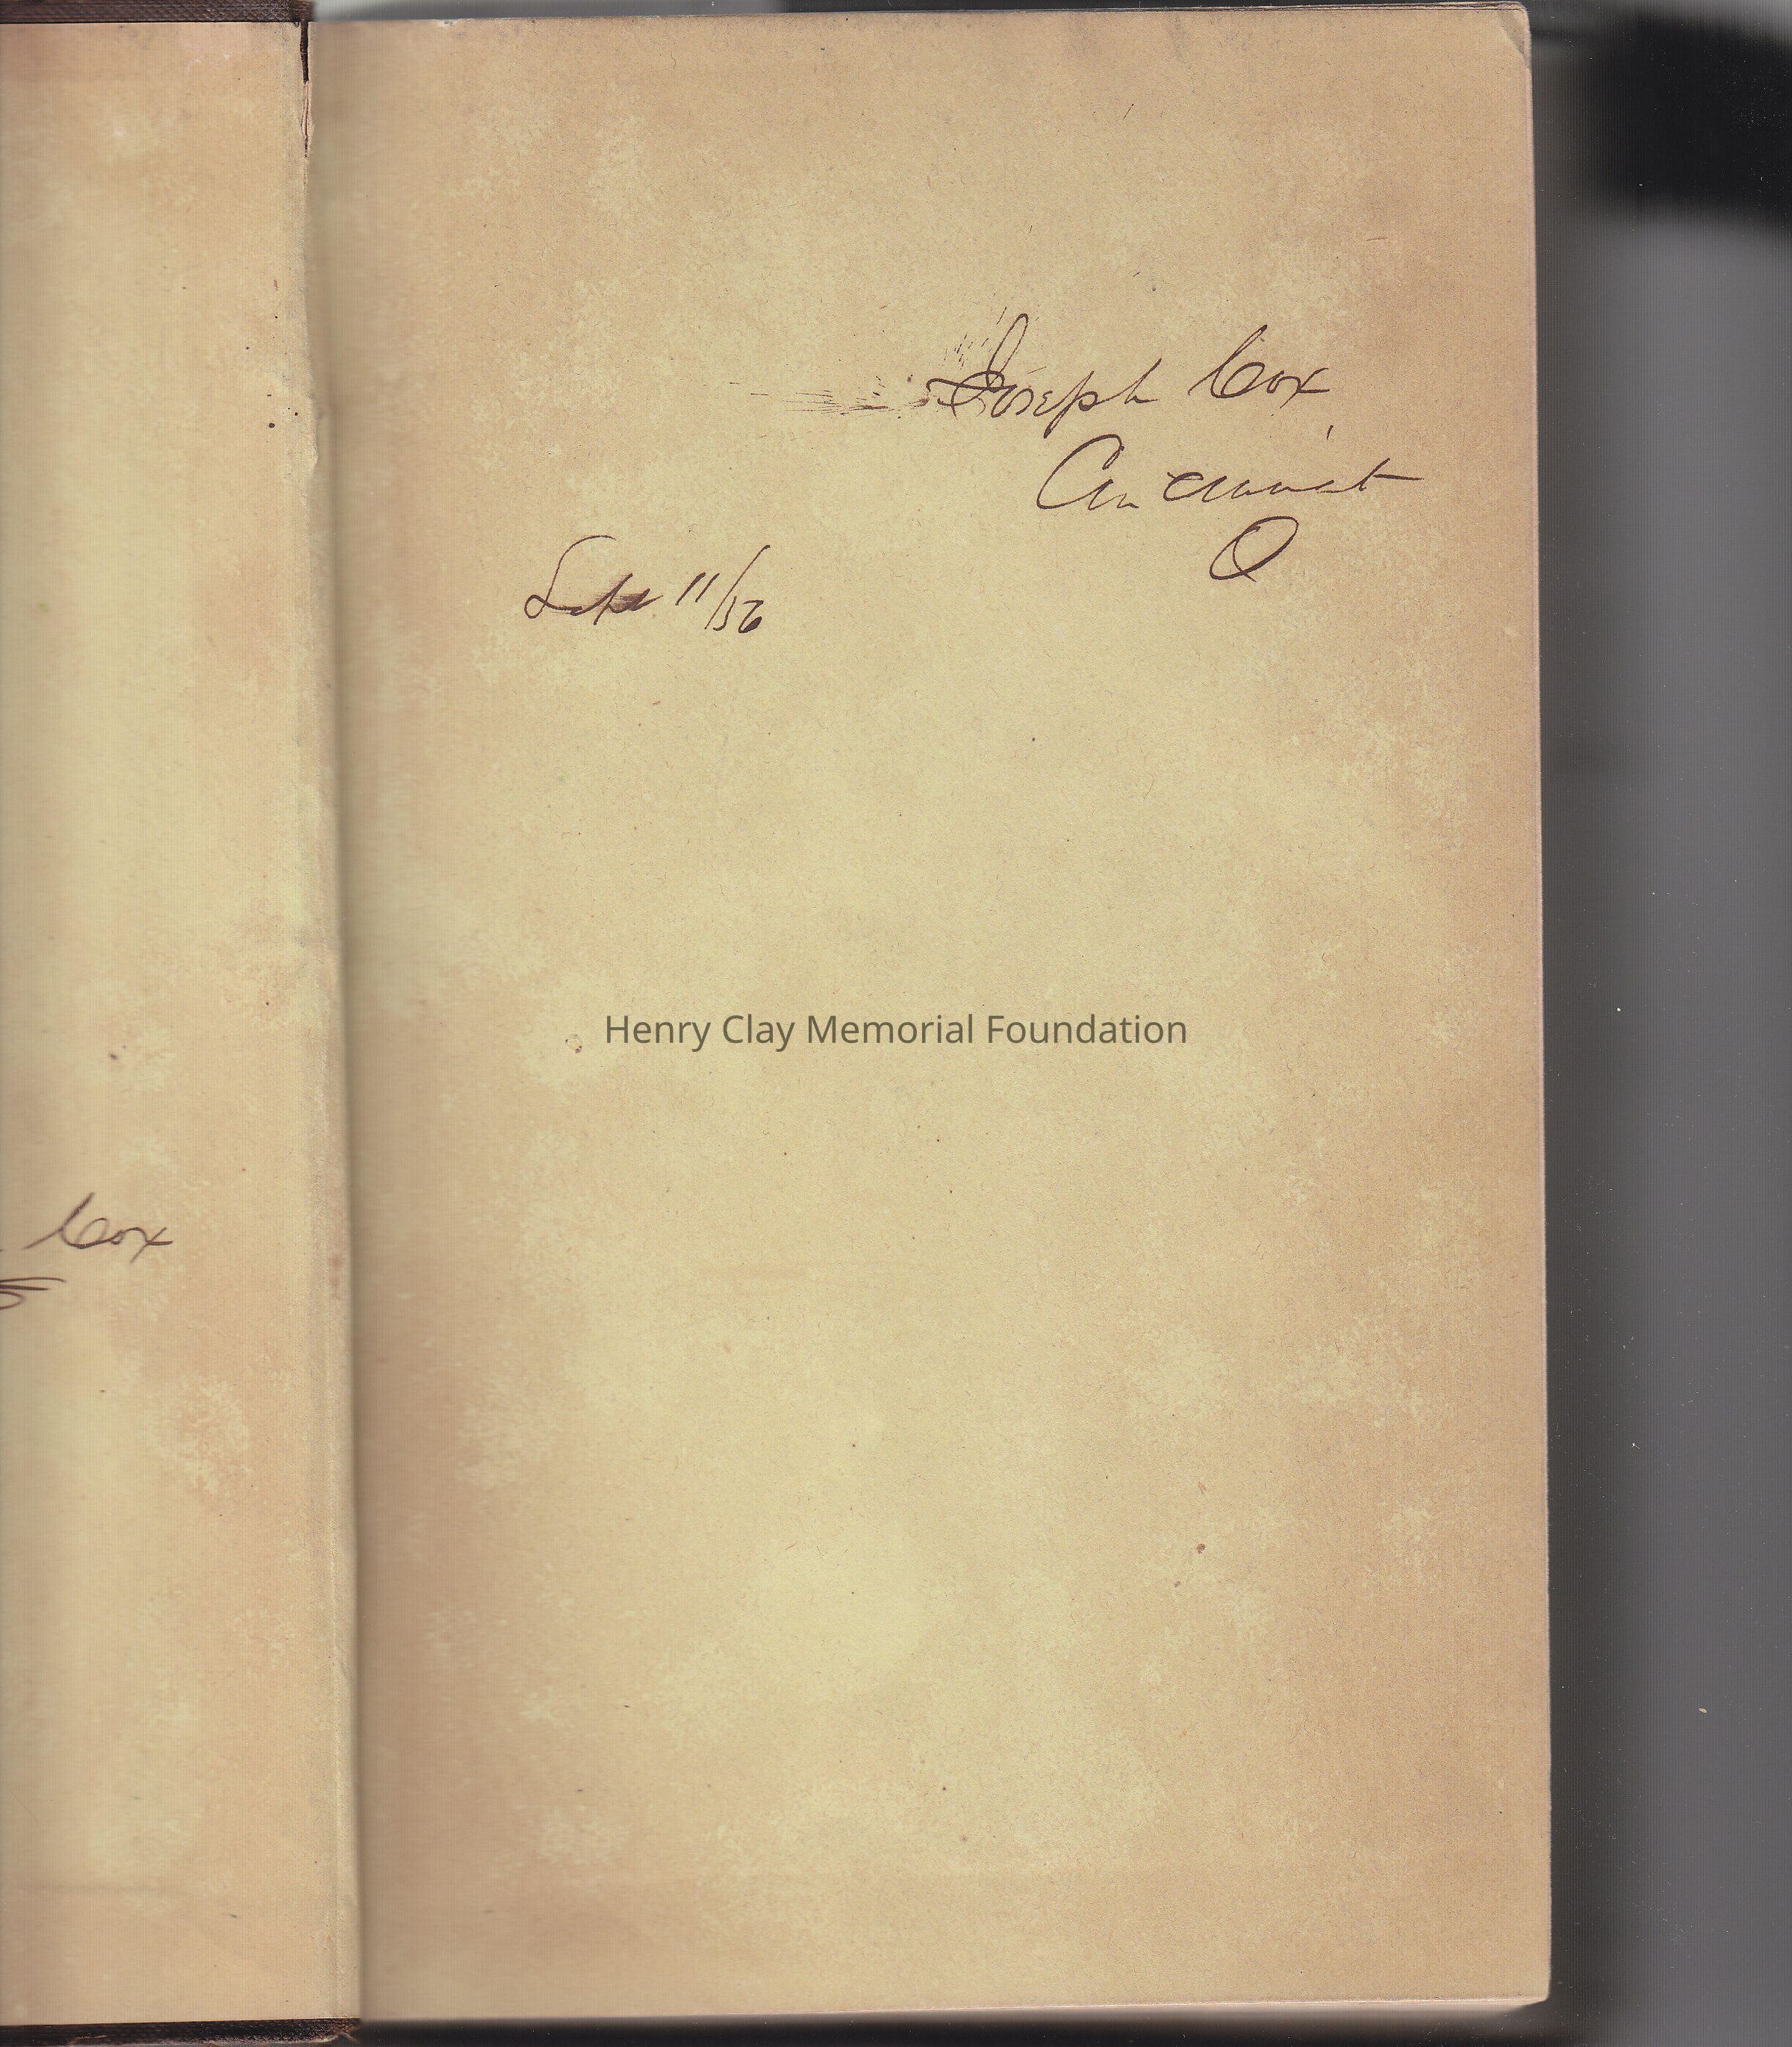 Joseph Cox
Cincinnati
O
Sept 11/56
Henry Clay Memorial Foundation
Cox